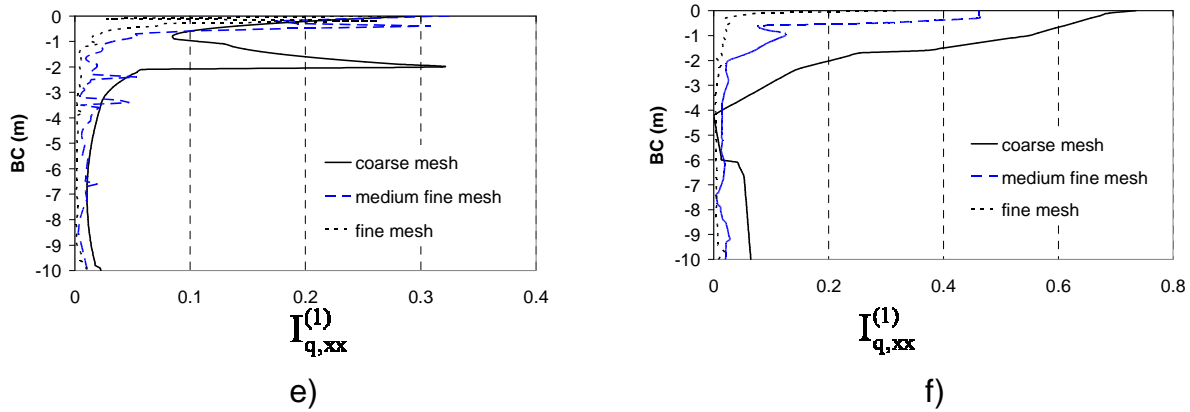 0
-1
-2
-3
-4
-5
-6
-7
-8
-9
-10
BC (m)
coarse mesh
medium fine mesh
fine mesh
0 0.1 0.2 0.3 0.4
I(1)q,xx
e)
0
-1
-2
-3
-4
-5
-6
-7
-8
-9
-10
BC (m)
coarse mesh
medium fine mesh
fine mesh
0 0.2 0.4 0.6 0.8
I(1)q,xx
f)